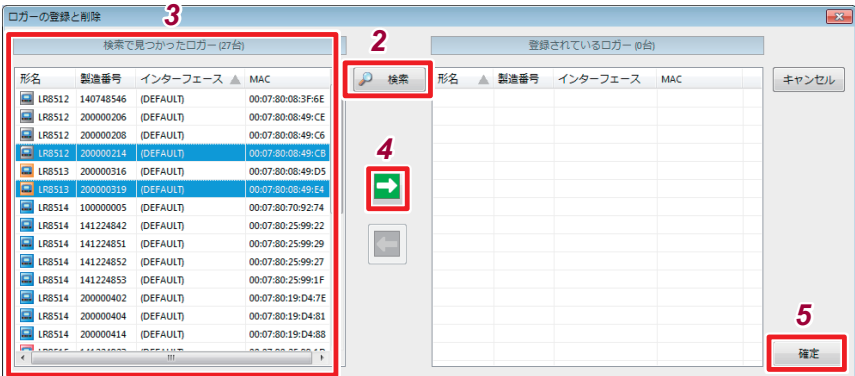 ロガーの登録と削除
3
検索で見つかったロガー (27台)
2
登録されているロガー (0台)
形名 製造番号 インターフェース MAC
検索
形名 製造番号 インターフェース MAC
キャンセル
LR8512 140748546 (DEFAULT) 00:07:80:08:3F:6E
LR8512 200000206 (DEFAULT) 00:07:80:08:49:CE
LR8512 200000208 (DEFAULT) 00:07:80:08:49:C6
LR8512 200000214 (DEFAULT) 00:07:80:08:49:CB
4
LR8513 200000316 (DEFAULT) 00:07:80:08:49:D5
LR8513 200000319 (DEFAULT) 00:07:80:08:49:E4
LR8514 100000005 (DEFAULT) 00:07:80:70:92:74
LR8514 141224842 (DEFAULT) 00:07:80:25:99:22
LR8514 141224851 (DEFAULT) 00:07:80:25:99:29
LR8514 141224852 (DEFAULT) 00:07:80:25:99:27
LR8514 141224853 (DEFAULT) 00:07:80:25:99:1F
LR8514 200000402 (DEFAULT) 00:07:80:19:D4:7E
LR8514 200000404 (DEFAULT) 00:07:80:19:D4:81
LR8514 200000414 (DEFAULT) 00:07:80:19:D4:88
5
確定